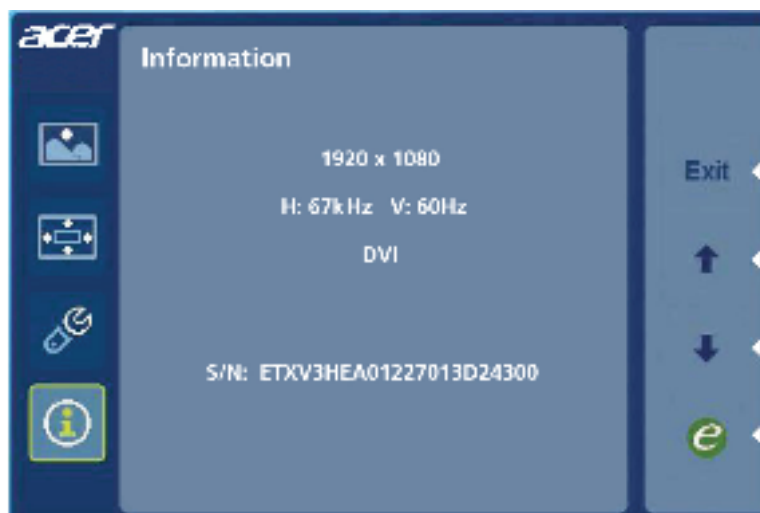 acer
Information
1920 x 1080
H: 67kHz V: 60Hz
DVI
S/N: ETXV3HEA01227013D24300
Exit
e